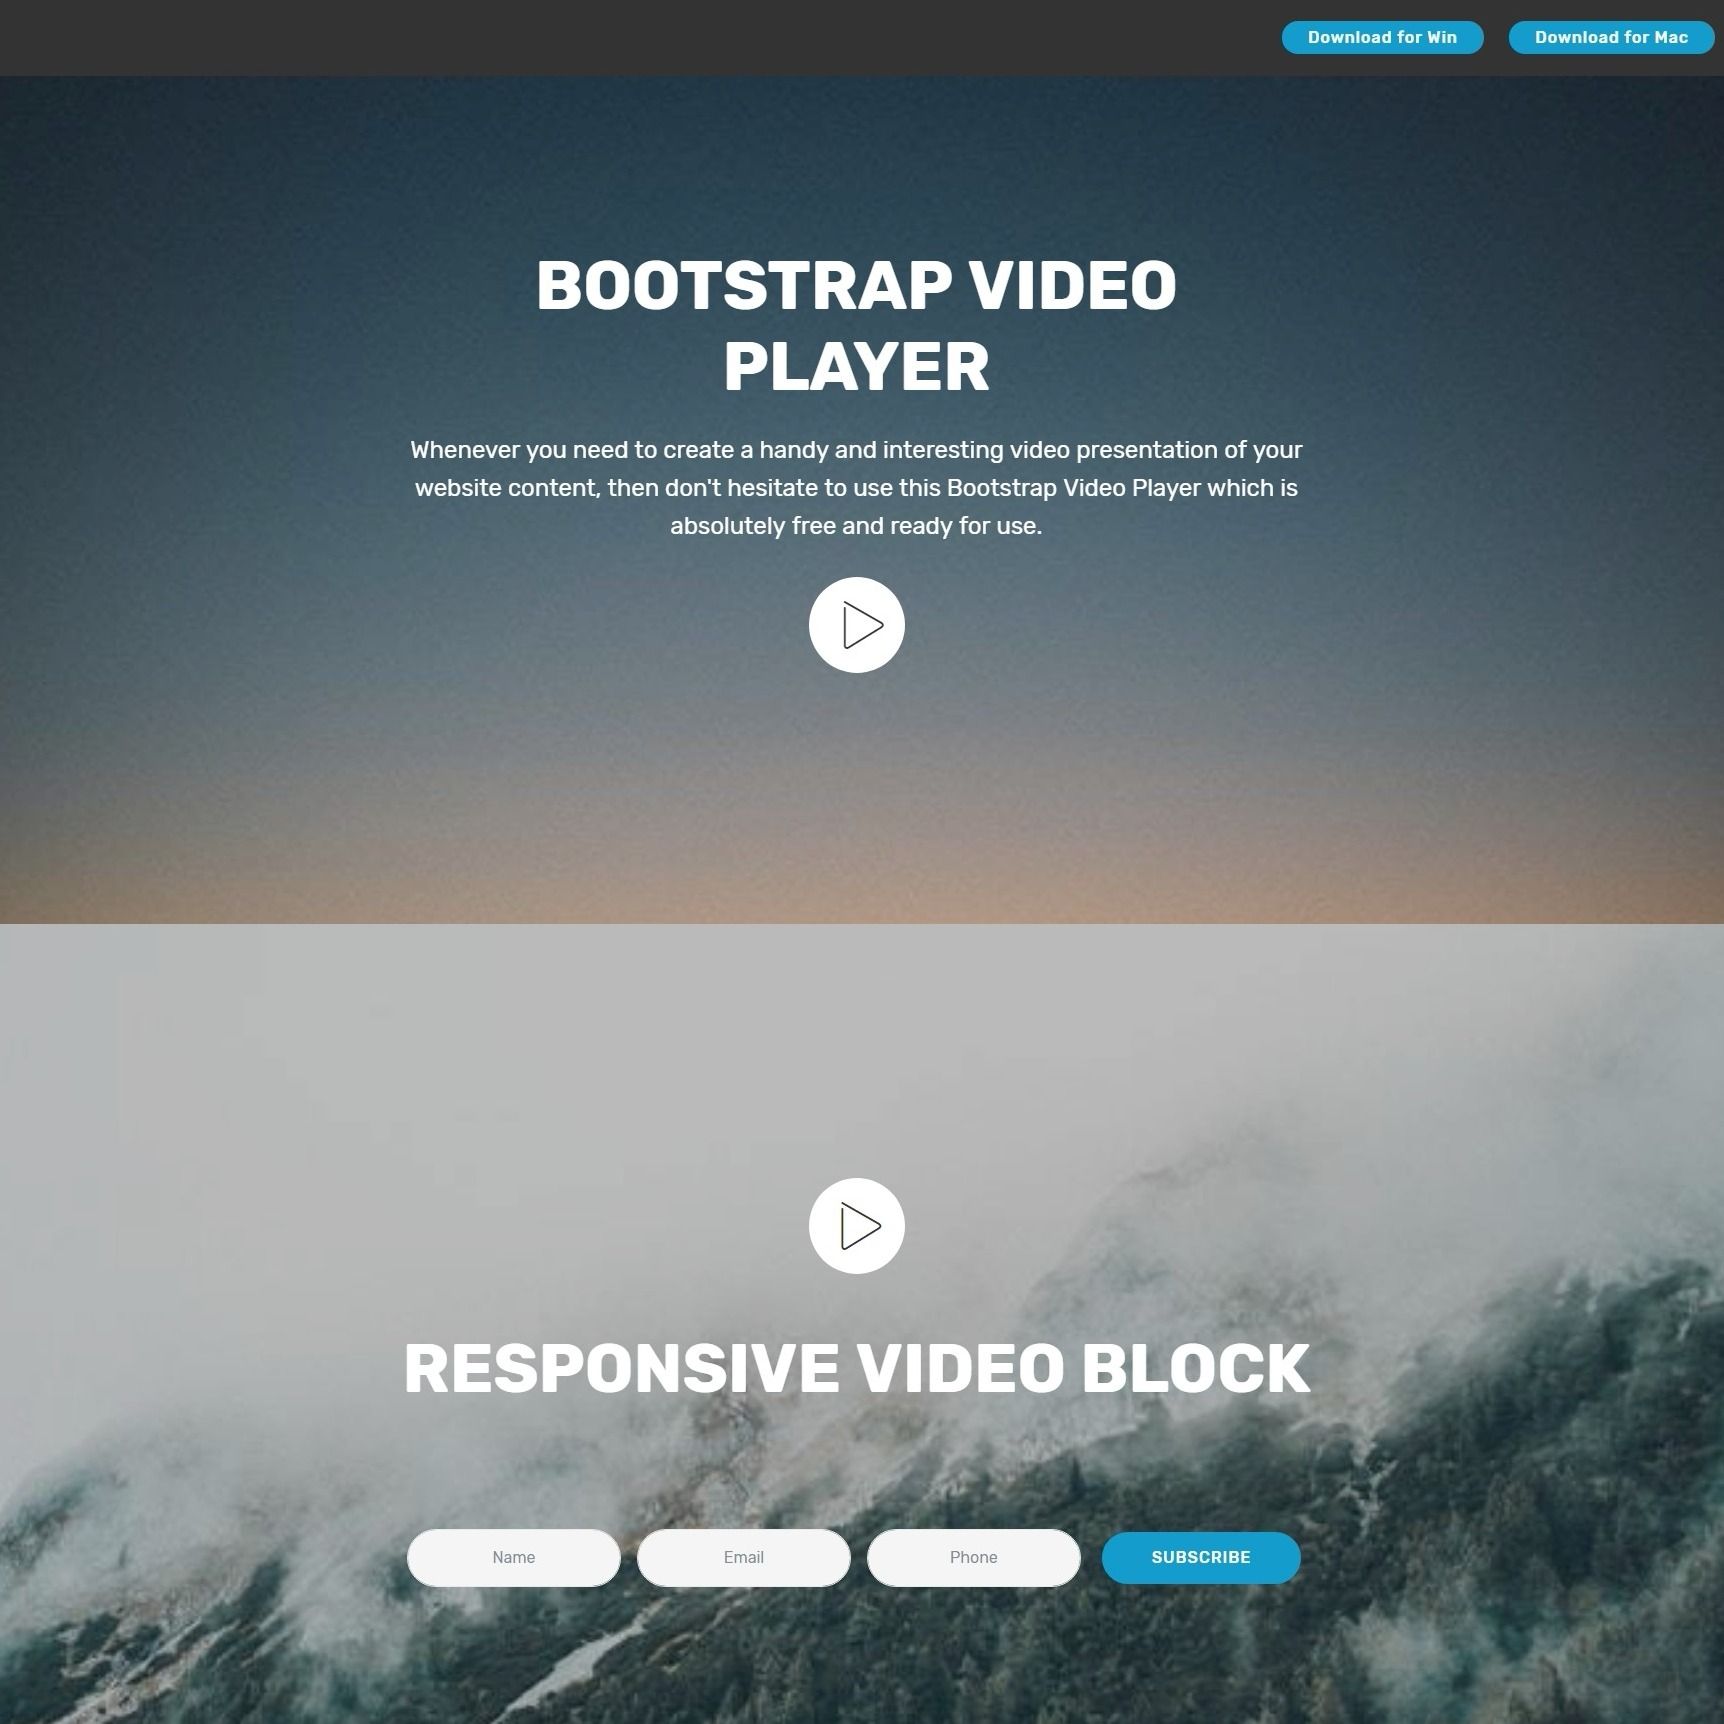 Download for Win Download for Mac
BOOTSTRAP VIDEO
PLAYER
Whenever you need to create a handy and interesting video presentation of your
website content, then don't hesitate to use this Bootstrap Video Player which is
absolutely free and ready for use.
RESPONSIVE VIDEO BLOCK
Name Email Phone SUBSCRIBE